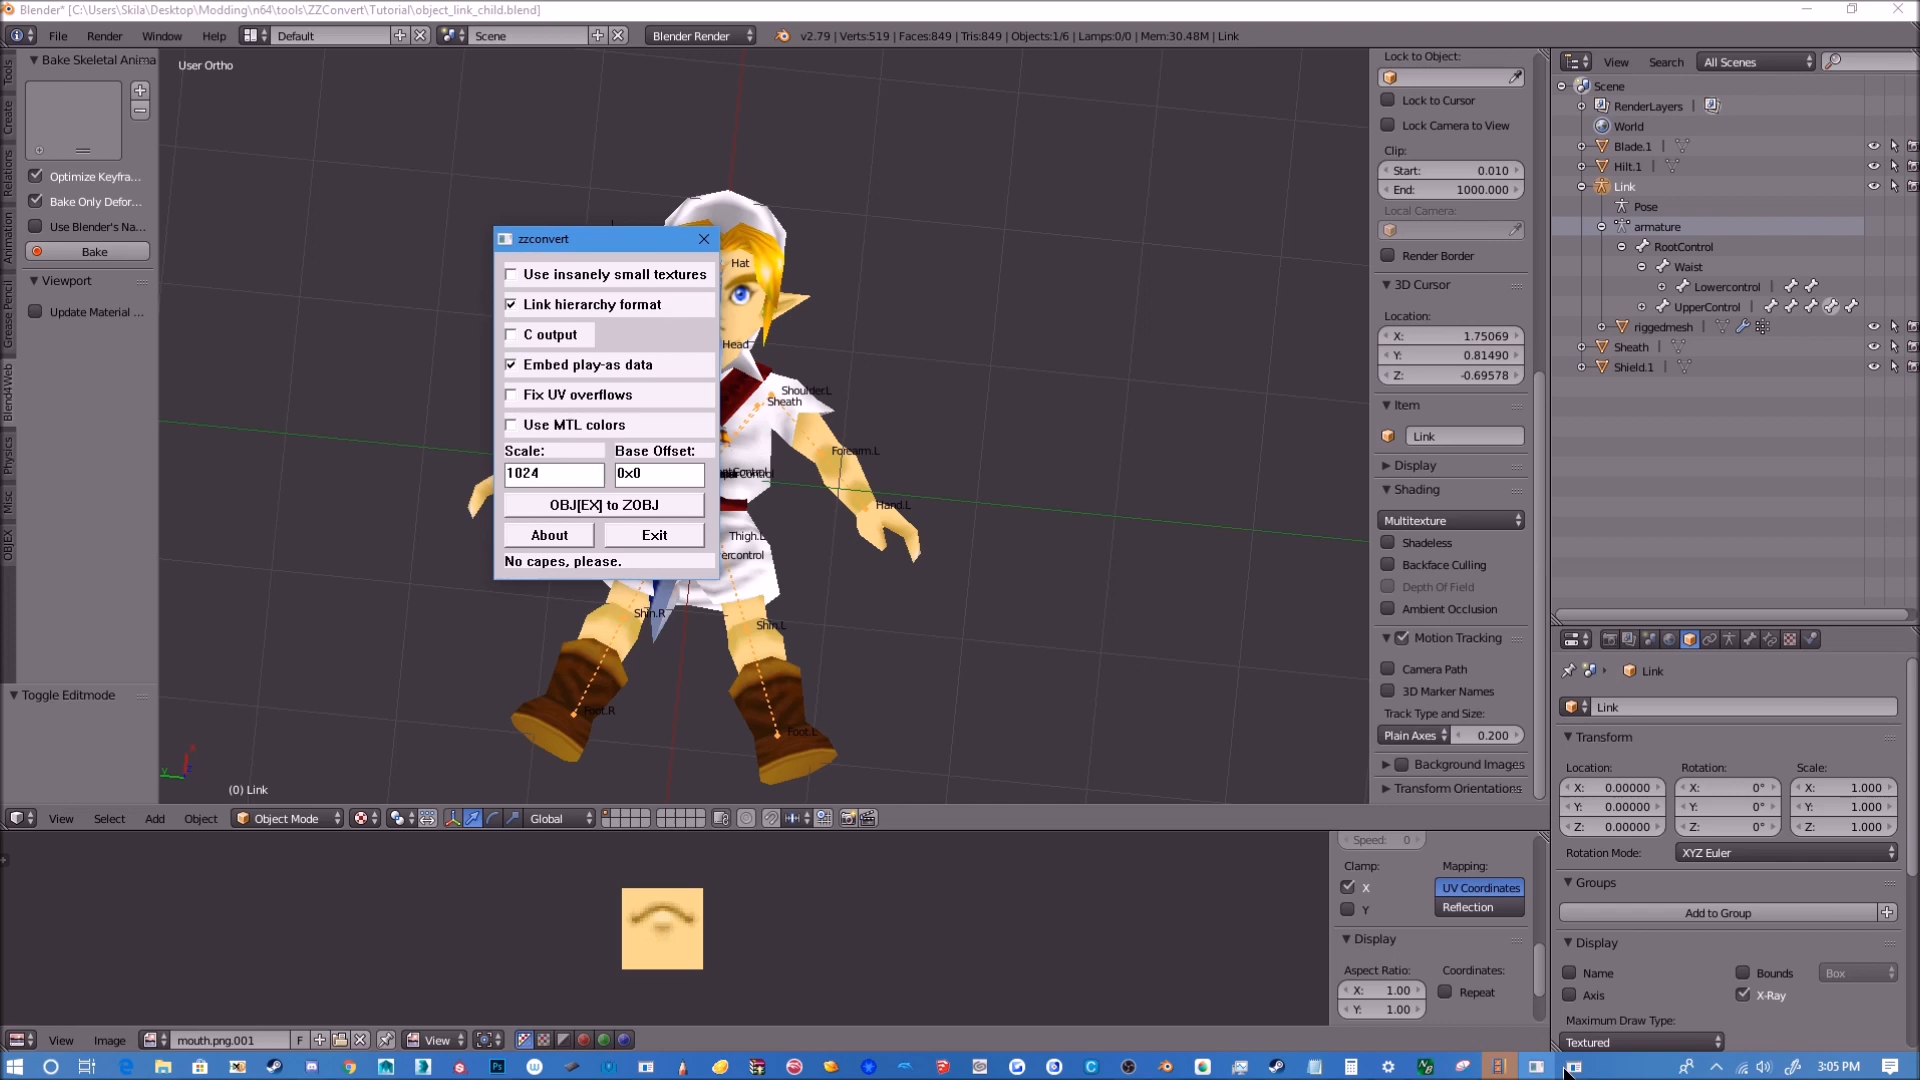 Blender* [C:\Users\Skila\Desktop\Modding\n64\tools\ZZConvert\Tutorial\object_link_child.blend]
File Render Window Help Default Scene Blender Render v2.79 | Verts:519 | Faces:849 | Tris:849 | Objects:1/6 | Lamps:0/0 | Mem:30.48M | Link
Tools
Create
Relations
Animation
Grease Pencil
Blend4Web
Physics
Misc
OBJEX
Bake Skeletal Anima
Optimize Keyfra...
Bake Only Defor...
Use Blender's Na...
Bake
Viewport
Update Material ...
Toggle Editmode
User Ortho
zzconvert
Use insanely small textures
Link hierarchy format
C output
Embed play-as data
Fix UV overflows
Use MTL colors
Scale: Base Offset:
1024 0x0
OBJ[EX] to ZOBJ
About Exit
No capes, please.
Hat
Head
Shoulder.L
Sheath
Forearm.L
Hand.L
Thigh.L
ercontrol
Shin.R
Shin.L
Foot.R
Foot.L
(0) Link
View Select Add Object Object Mode Global
Lock to Object:
Lock to Cursor
Lock Camera to View
Clip:
Start: 0.010
End: 1000.000
Local Camera:
Render Border
3D Cursor
Location:
X: 1.75069
Y: 0.81490
Z: -0.69578
Item
Link
Display
Shading
Multitexture
Shadeless
Backface Culling
Depth Of Field
Ambient Occlusion
Motion Tracking
Camera Path
3D Marker Names
Track Type and Size:
Plain Axes 0.200
Background Images
Transform Orientations
View Search All Scenes
Scene
RenderLayers
World
Blade.1
Hilt.1
Link
Pose
armature
RootControl
Waist
Lowercontrol
UpperControl
riggedmesh
Sheath
Shield.1
Link
Link
Transform
Location: Rotation: Scale:
X: 0.00000 X: 0° X: 1.000
Y: 0.00000 Y: 0° Y: 1.000
Z: 0.00000 Z: 0° Z: 1.000
Rotation Mode: XYZ Euler
Groups
Add to Group
Display
Name Bounds Box
Axis X-Ray
Maximum Draw Type:
Textured
Speed: 0
Clamp: Mapping:
X UV Coordinates
Y Reflection
Display
Aspect Ratio: Coordinates:
X: 1.00 Repeat
Y: 1.00
View Image mouth.png.001 F View
3:05 PM